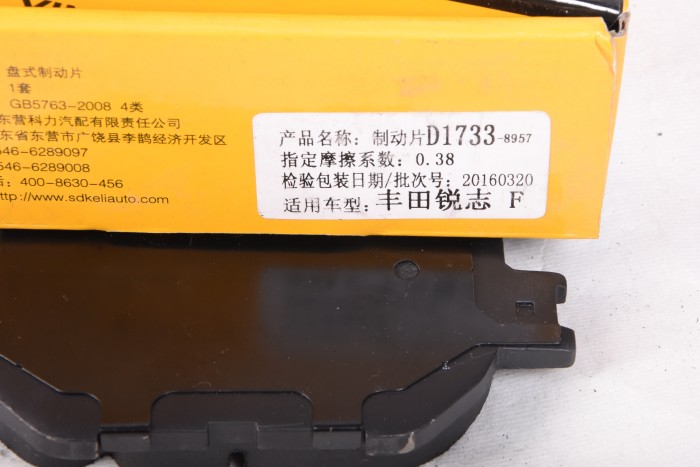 盘式制动片
1套
GB5763-2008 4类
东营科力汽配有限责任公司
东省东营市广饶县李鹊经济开发区
546-6289097
546-6289008
400-8630-456
http://www.sdkeliauto.com
产品名称: 制动片D1733-8957
指定摩擦系数: 0.38
检验包装日期/批次号: 20160320
适用车型: 丰田锐志 F